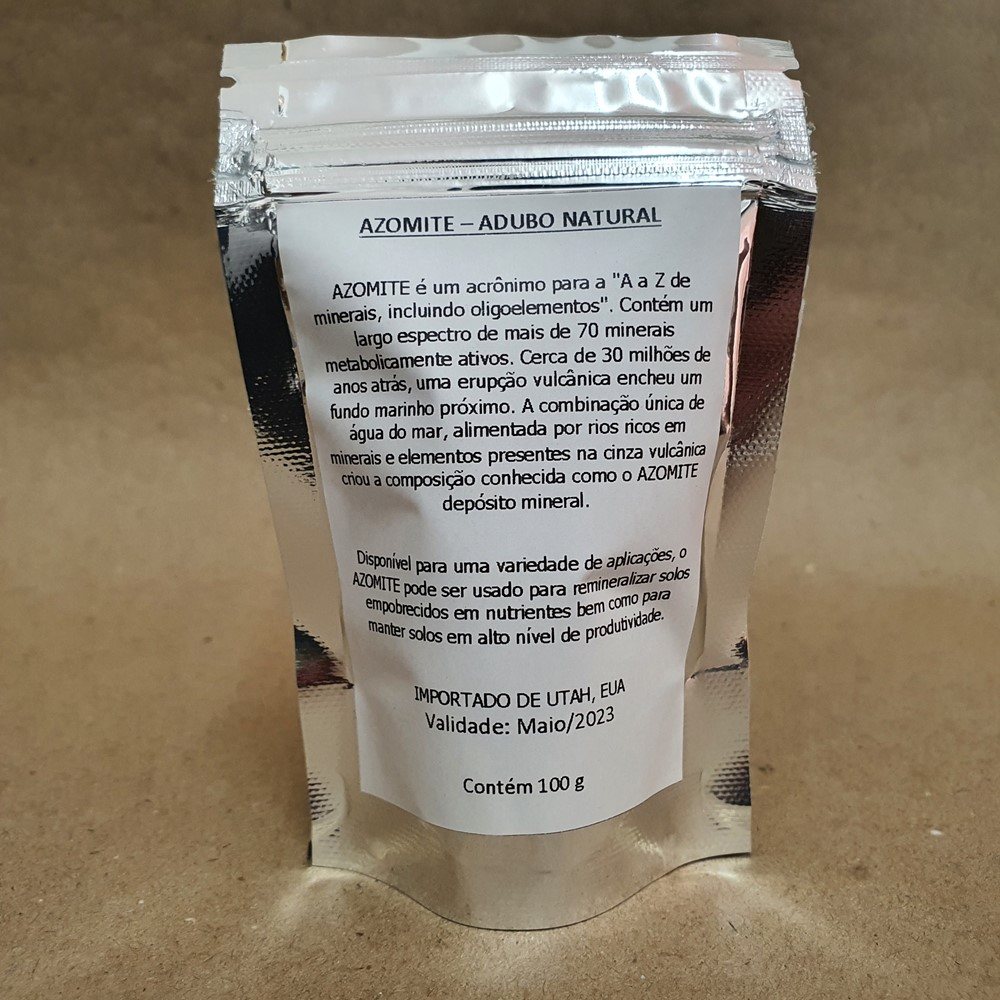 AZOMITE – ADUBO NATURAL
AZOMITE é um acrônimo para a "A a Z de
minerais, incluindo oligoelementos". Contém um
largo espectro de mais de 70 minerais
metabolicamente ativos. Cerca de 30 milhões de
anos atrás, uma erupção vulcânica encheu um
fundo marinho próximo. A combinação única de
água do mar, alimentada por rios ricos em
minerais e elementos presentes na cinza vulcânica
criou a composição conhecida como o AZOMITE
depósito mineral.
Disponível para uma variedade de aplicações, o
AZOMITE pode ser usado para remineralizar solos
empobrecidos em nutrientes bem como para
manter solos em alto nível de produtividade.
IMPORTADO DE UTAH, EUA
Validade: Maio/2023
Contém 100 g